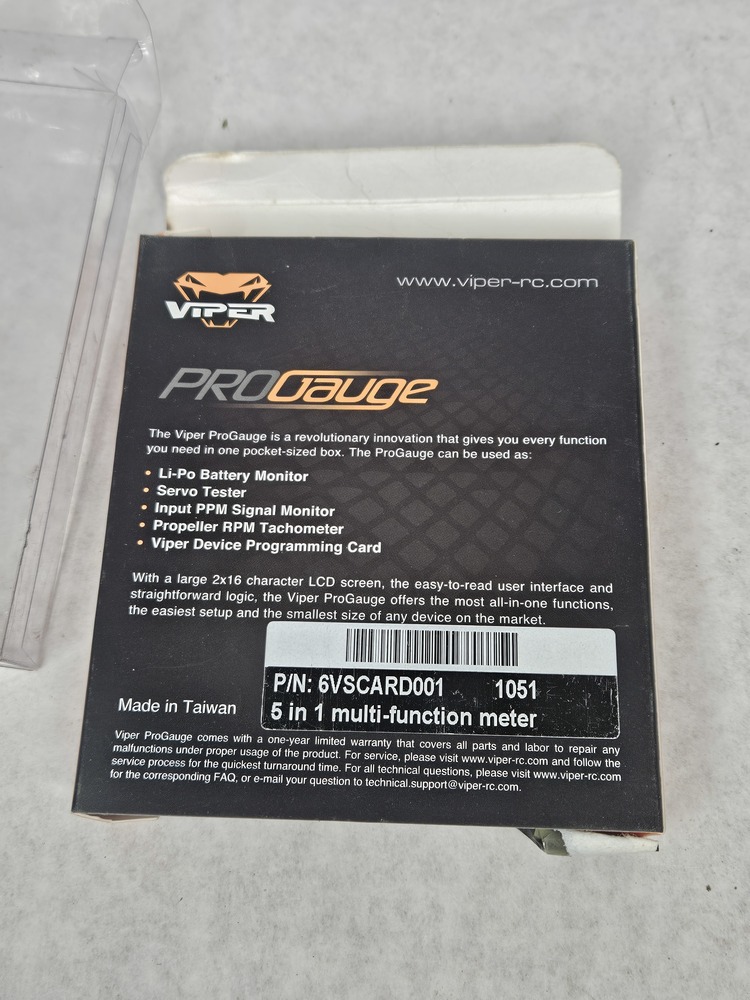 VIPER
www.viper-rc.com
PROGauge
The Viper ProGauge is a revolutionary innovation that gives you every function
you need in one pocket-sized box. The ProGauge can be used as:
• Li-Po Battery Monitor
• Servo Tester
• Input PPM Signal Monitor
• Propeller RPM Tachometer
• Viper Device Programming Card
With a large 2x16 character LCD screen, the easy-to-read user interface and
straightforward logic, the Viper ProGauge offers the most all-in-one functions,
the easiest setup and the smallest size of any device on the market.
P/N: 6VSCARD001 1051
5 in 1 multi-function meter
Made in Taiwan
Viper ProGauge comes with a one-year limited warranty that covers all parts and labor to repair any
malfunctions under proper usage of the product. For service, please visit www.viper-rc.com and follow the
service process for the quickest turnaround time. For all technical questions, please visit www.viper-rc.com
for the corresponding FAQ, or e-mail your question to technical.support@viper-rc.com.